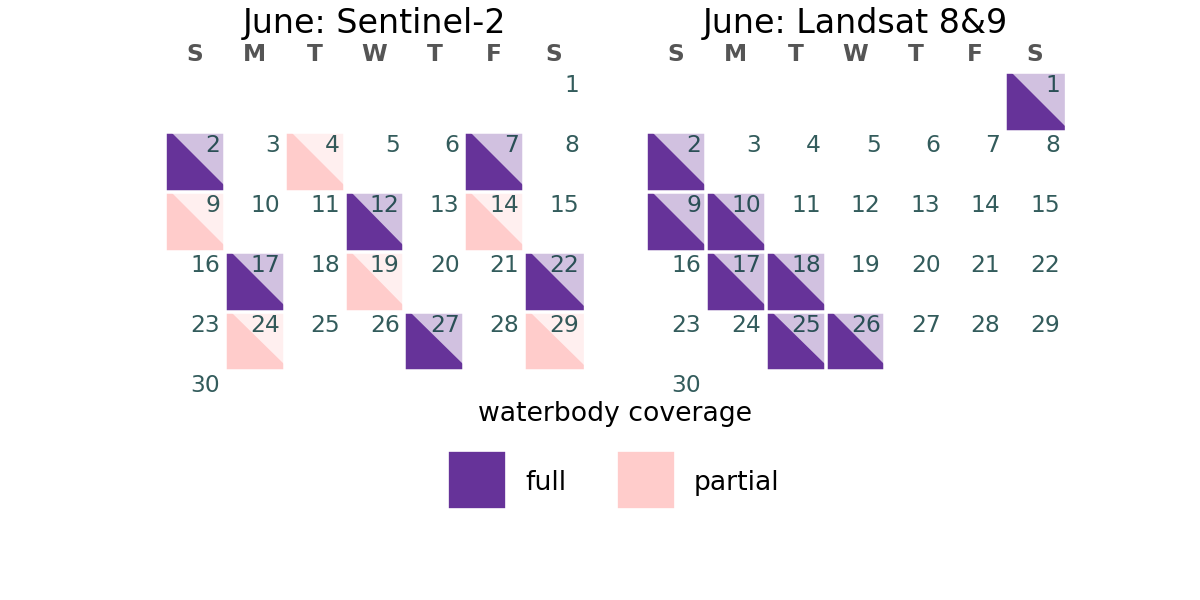 June: Sentinel-2
S M T W T F S
1
2 3 4 5 6 7 8
9 10 11 12 13 14 15
16 17 18 19 20 21 22
23 24 25 26 27 28 29
30
June: Landsat 8&9
S M T W T F S
1
2 3 4 5 6 7 8
9 10 11 12 13 14 15
16 17 18 19 20 21 22
23 24 25 26 27 28 29
30
waterbody coverage
full partial